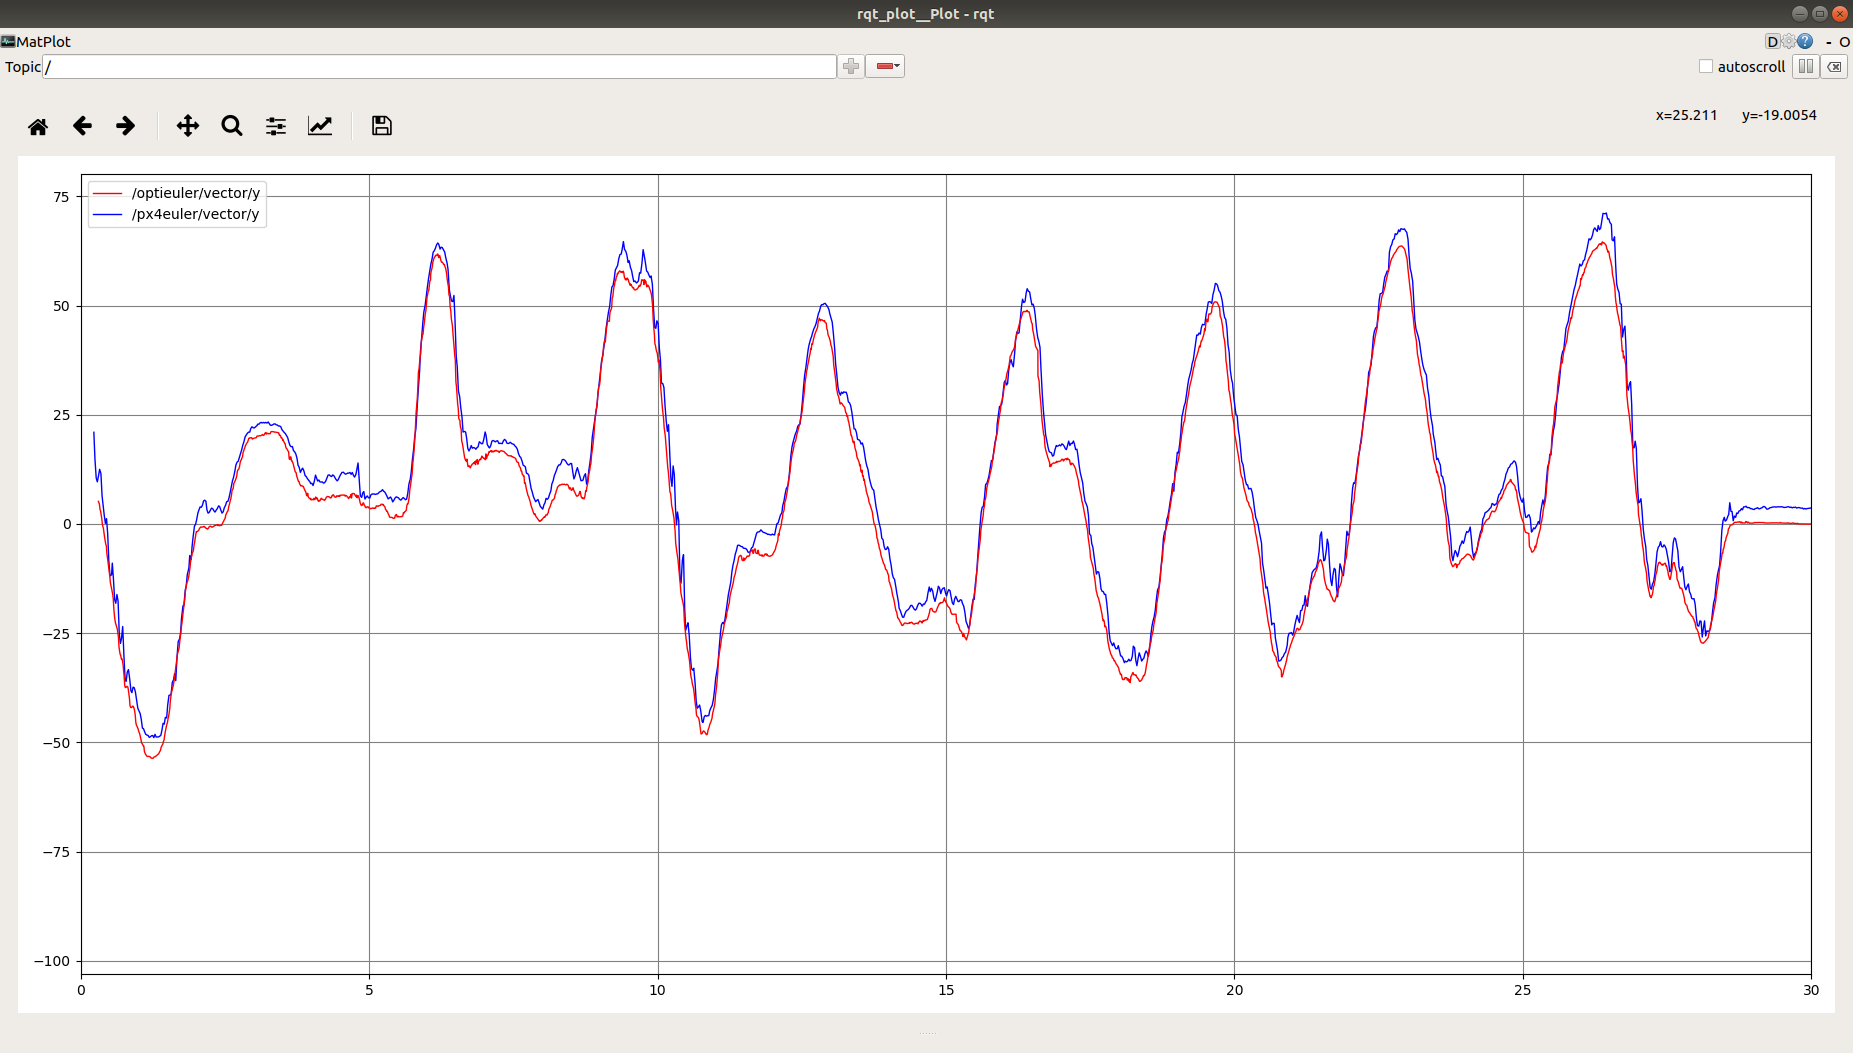 rqt_plot__Plot - rqt
MatPlot
D ? - O
Topic /
autoscroll
x=25.211 y=-19.0054
/optieuler/vector/y
/px4euler/vector/y
75
50
25
0
−25
−50
−75
−100
0 5 10 15 20 25 30